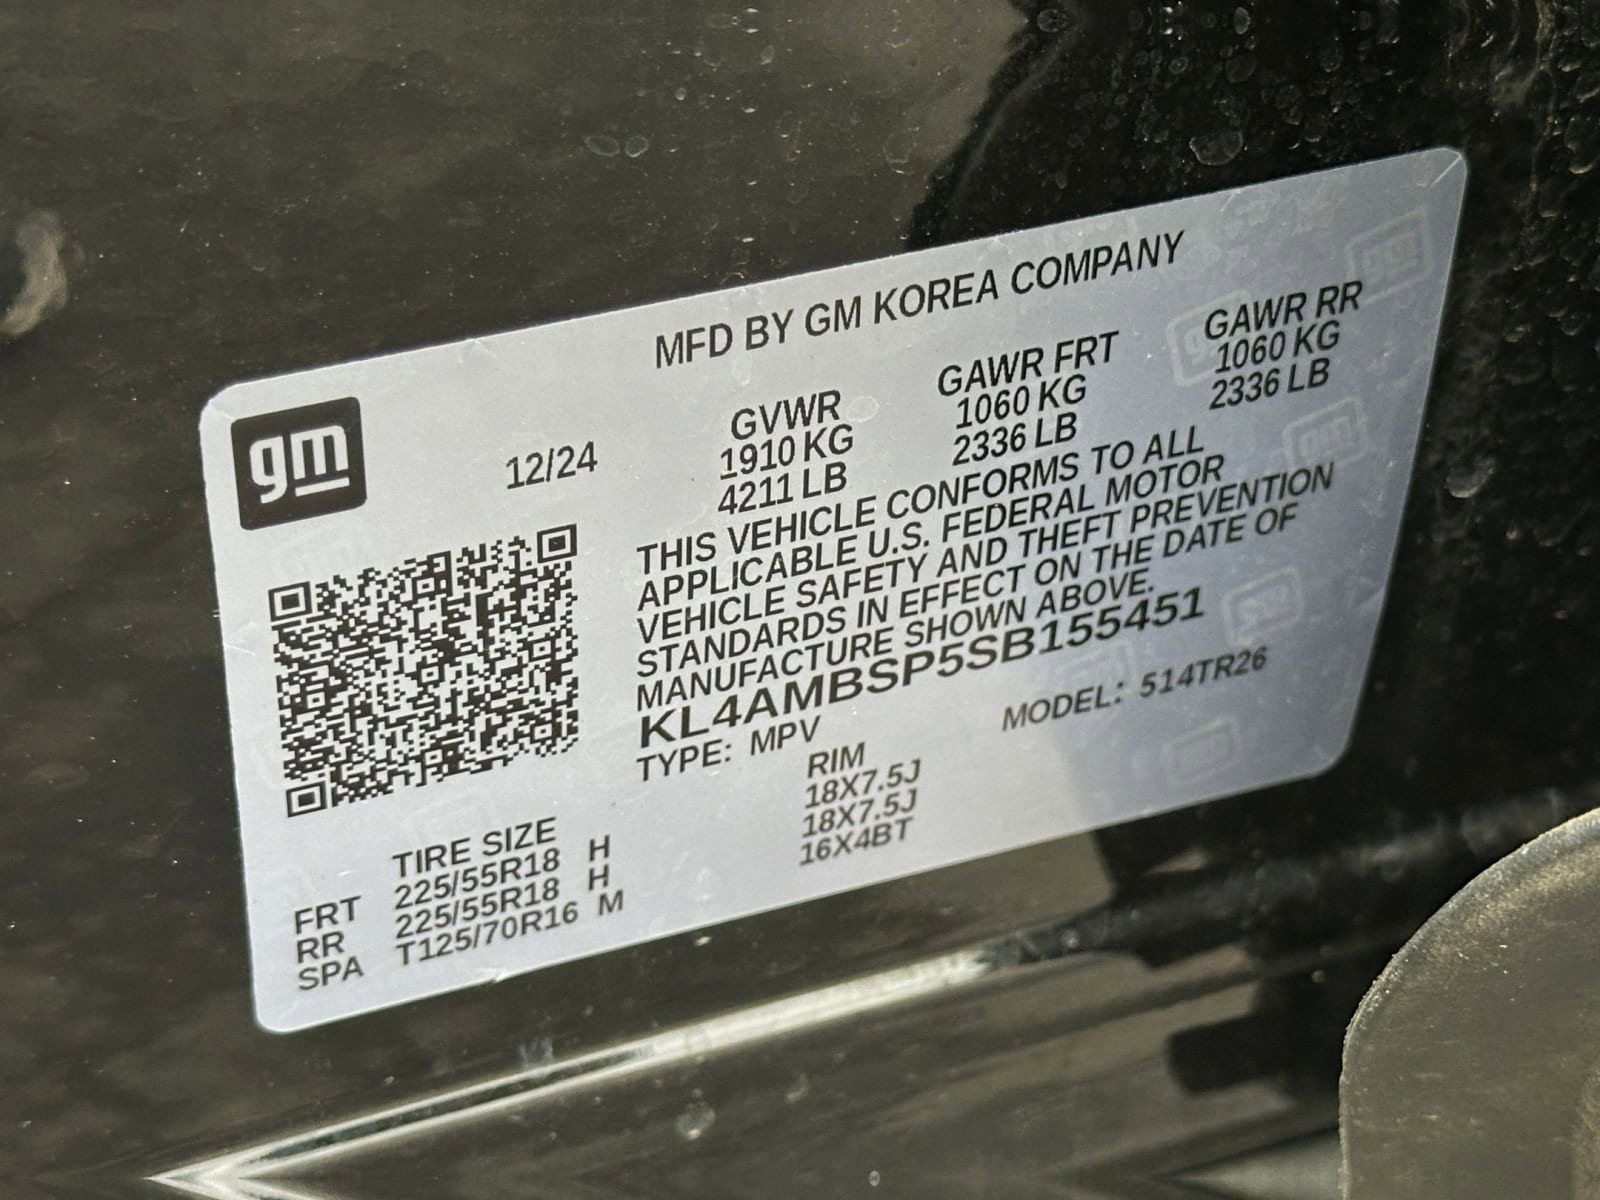 MFD BY GM KOREA COMPANY
gm
12/24
GVWR GAWR FRT GAWR RR
1910 KG 1060 KG 1060 KG
4211 LB 2336 LB 2336 LB
THIS VEHICLE CONFORMS TO ALL
APPLICABLE U.S. FEDERAL MOTOR
VEHICLE SAFETY AND THEFT PREVENTION
STANDARDS IN EFFECT ON THE DATE OF
MANUFACTURE SHOWN ABOVE.
KL4AMBSP5SB155451
TYPE: MPV MODEL: 514TR26
TIRE SIZE RIM
FRT 225/55R18 H 18X7.5J
RR 225/55R18 H 18X7.5J
SPA T125/70R16 M 16X4BT